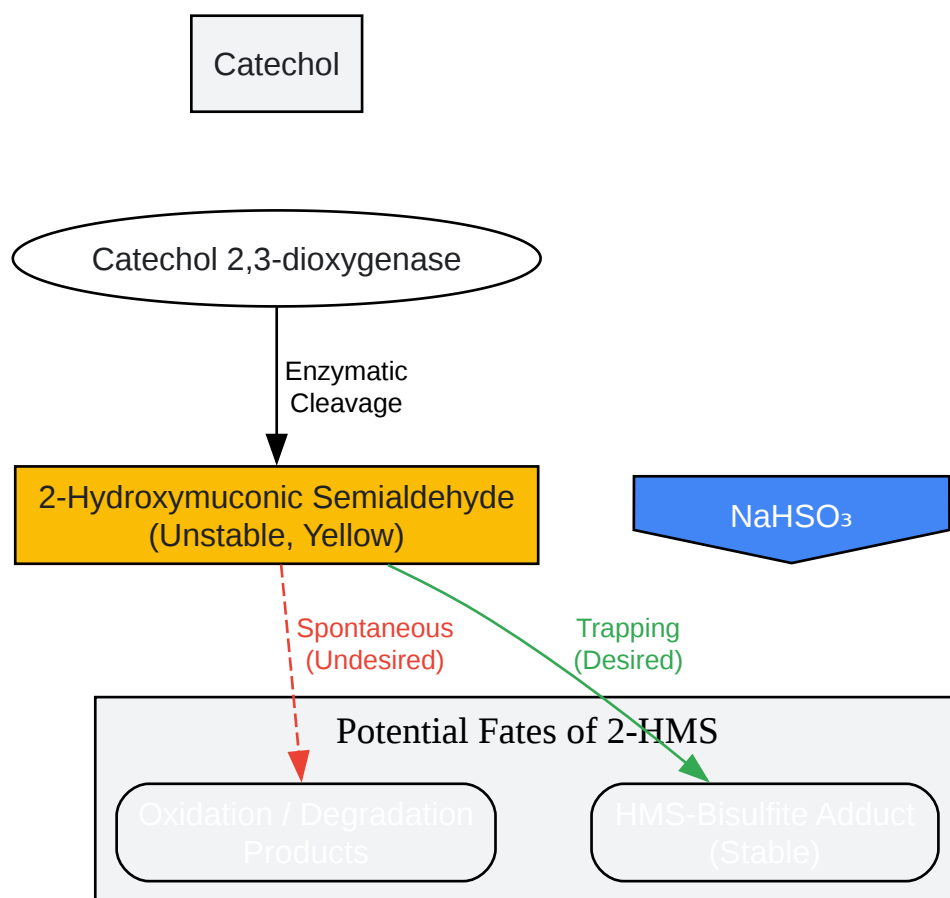 Catechol
Catechol 2,3-dioxygenase
Enzymatic
Cleavage
2-Hydroxymuconic Semialdehyde
(Unstable, Yellow)
NaHSO₃
Spontaneous
(Undesired)
Trapping
(Desired)
Potential Fates of 2-HMS
Oxidation / Degradation
Products
HMS-Bisulfite Adduct
(Stable)